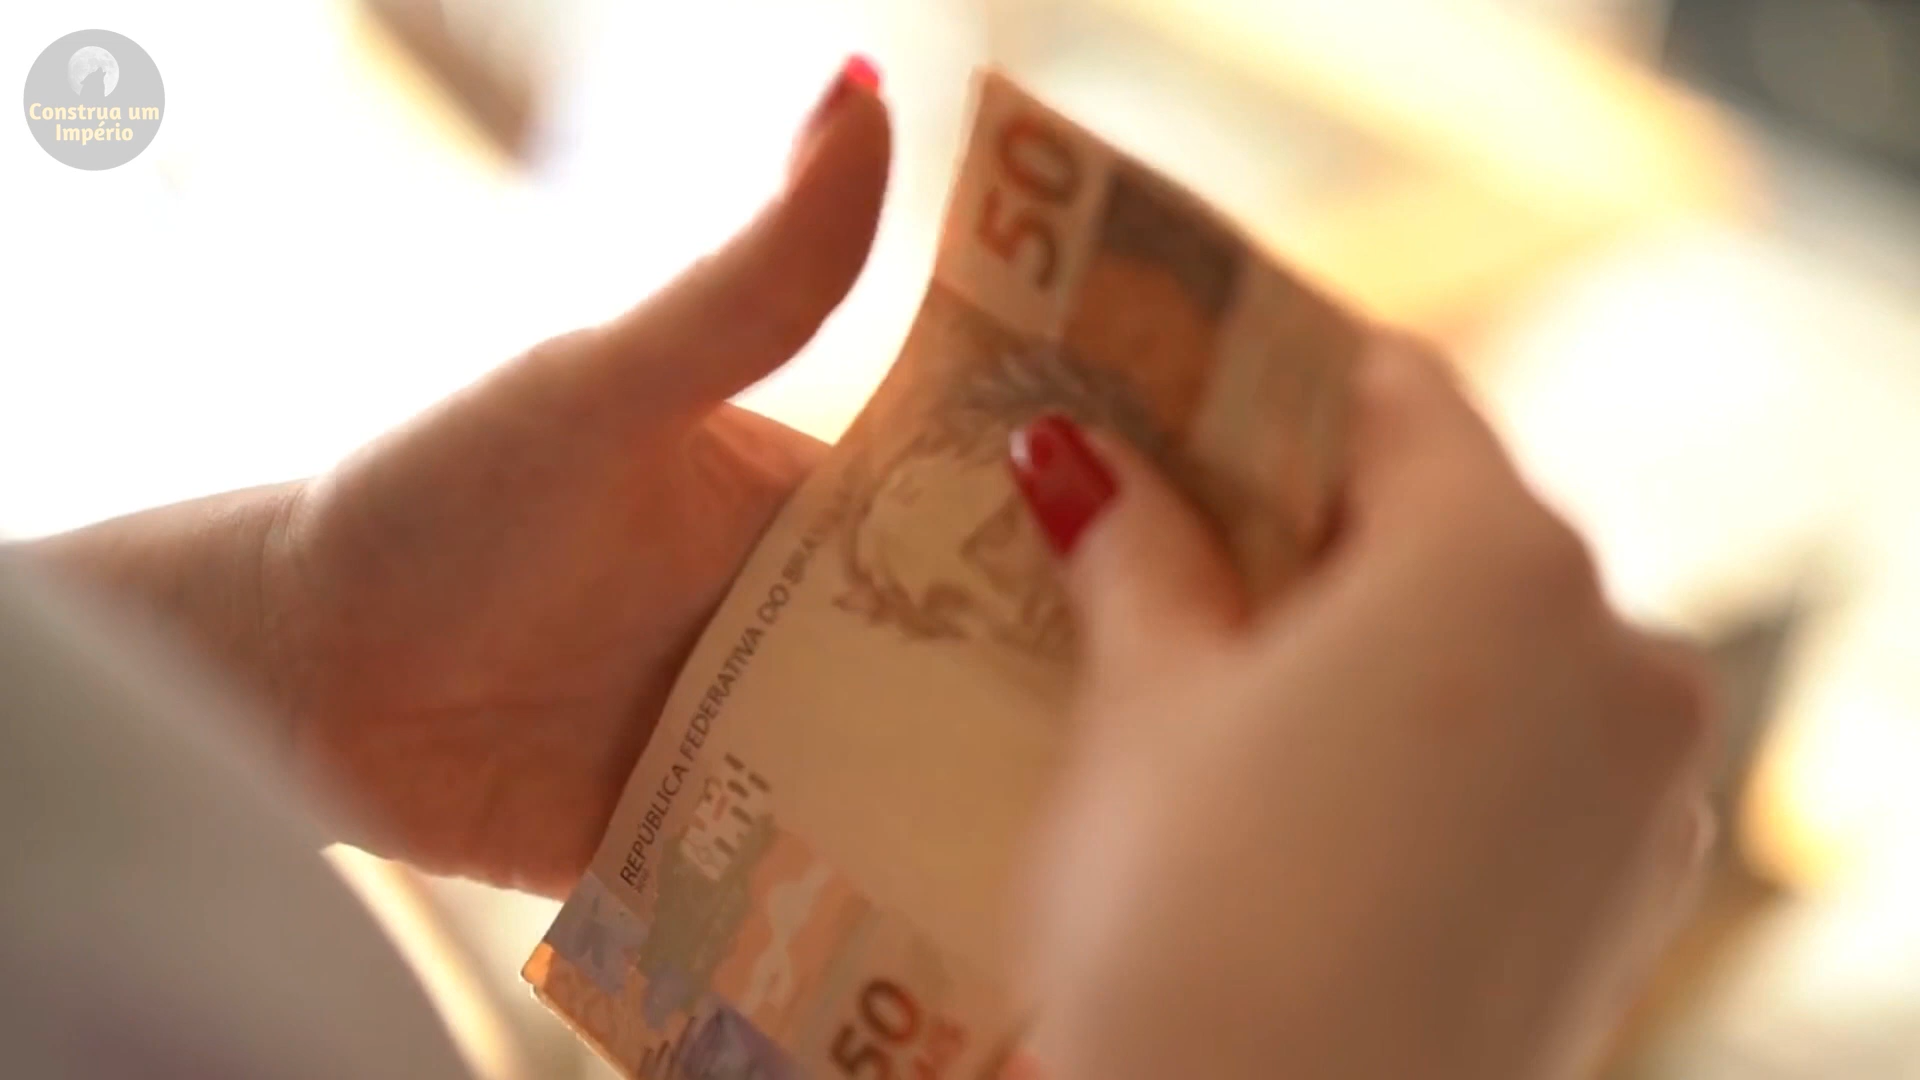 Construa um
Império
50
REPÚBLICA FEDERATIVA DO BRASIL
50